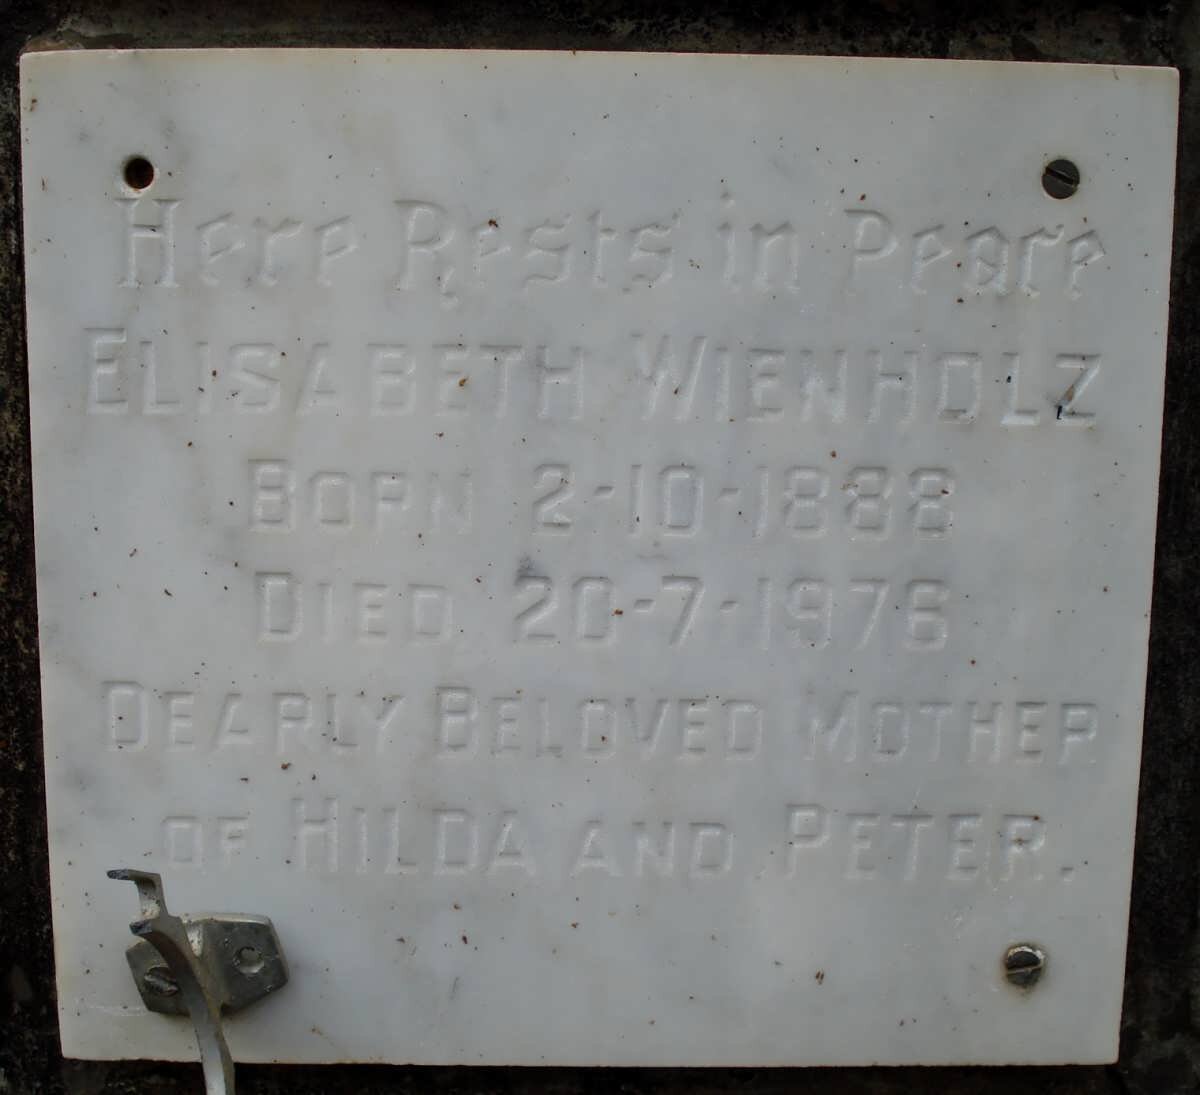 Here Rests in Peace
ELISABETH WIENHOLZ
BORN 2-10-1888
DIED 20-7-1976
DEARLY BELOVED MOTHER
OF HILDA AND PETER.